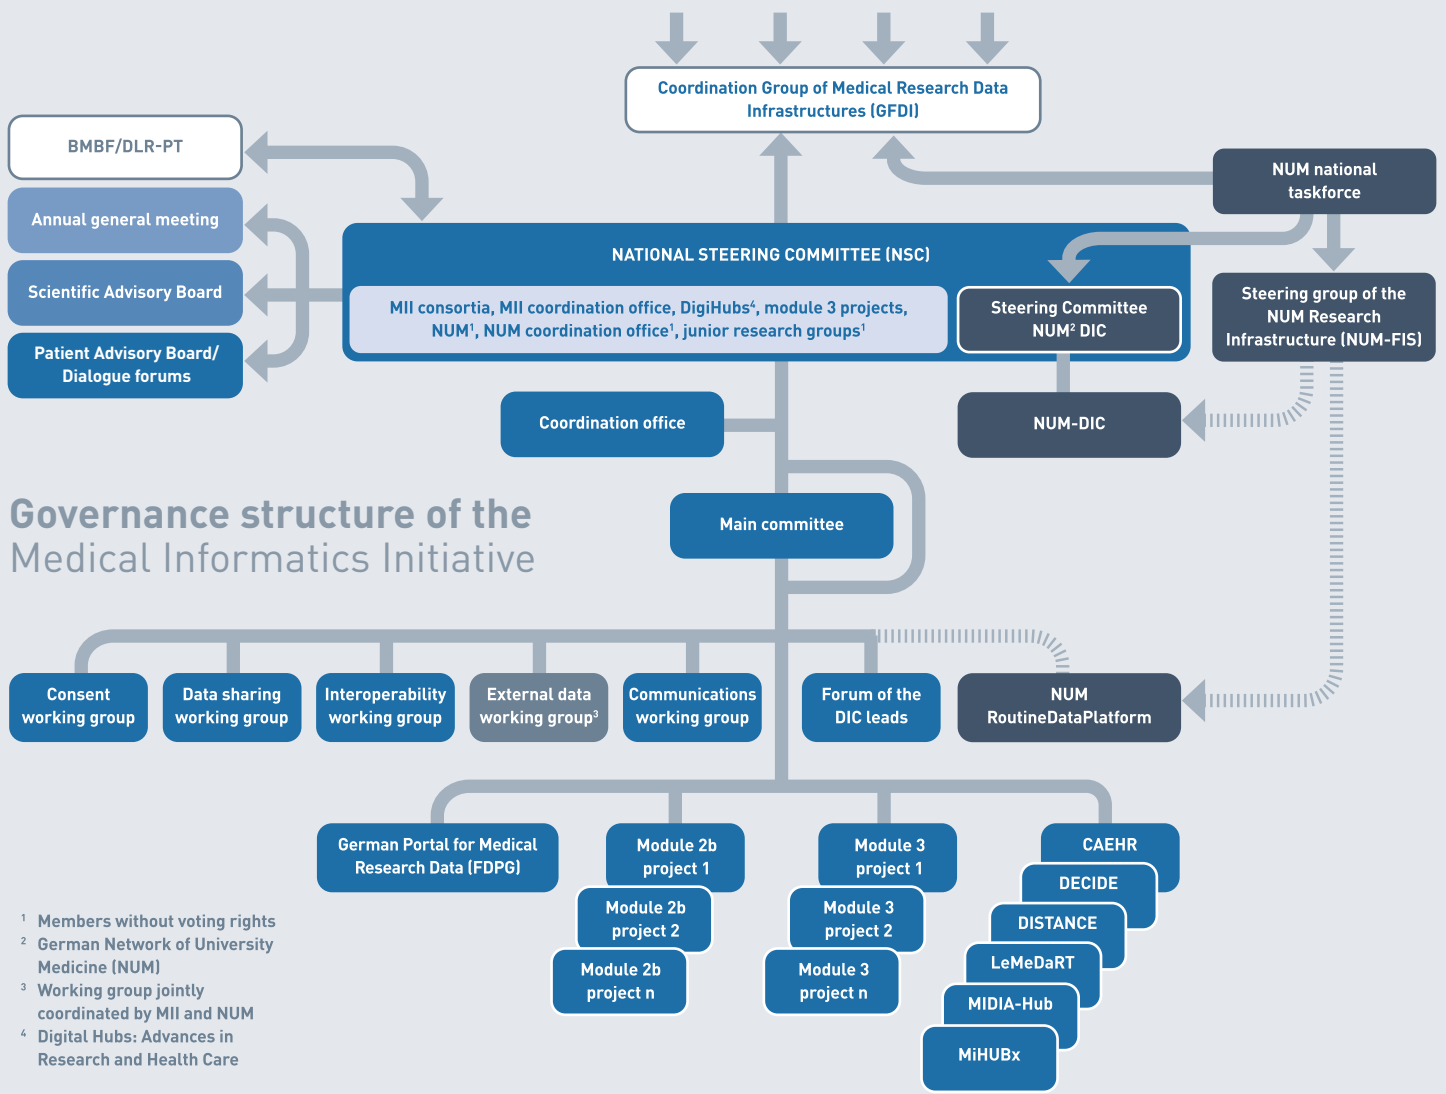 Coordination Group of Medical Research Data
Infrastructures (GFDI)
BMBF/DLR-PT
Annual general meeting
Scientific Advisory Board
Patient Advisory Board/
Dialogue forums
NUM national
taskforce
NATIONAL STEERING COMMITTEE (NSC)
MII consortia, MII coordination office, DigiHubs⁴, module 3 projects,
NUM¹, NUM coordination office¹, junior research groups¹
Steering Committee
NUM² DIC
Steering group of the
NUM Research
Infrastructure (NUM-FIS)
Coordination office
NUM-DIC
Governance structure of the
Medical Informatics Initiative
Main committee
Consent
working group
Data sharing
working group
Interoperability
working group
External data
working group³
Communications
working group
Forum of the
DIC leads
NUM
RoutineDataPlatform
German Portal for Medical
Research Data (FDPG)
Module 2b
project 1
Module 2b
project 2
Module 2b
project n
Module 3
project 1
Module 3
project 2
Module 3
project n
CAEHR
DECIDE
DISTANCE
LeMeDaRT
MIDIA-Hub
MiHUBx
¹ Members without voting rights
² German Network of University
Medicine (NUM)
³ Working group jointly
coordinated by MII and NUM
⁴ Digital Hubs: Advances in
Research and Health Care